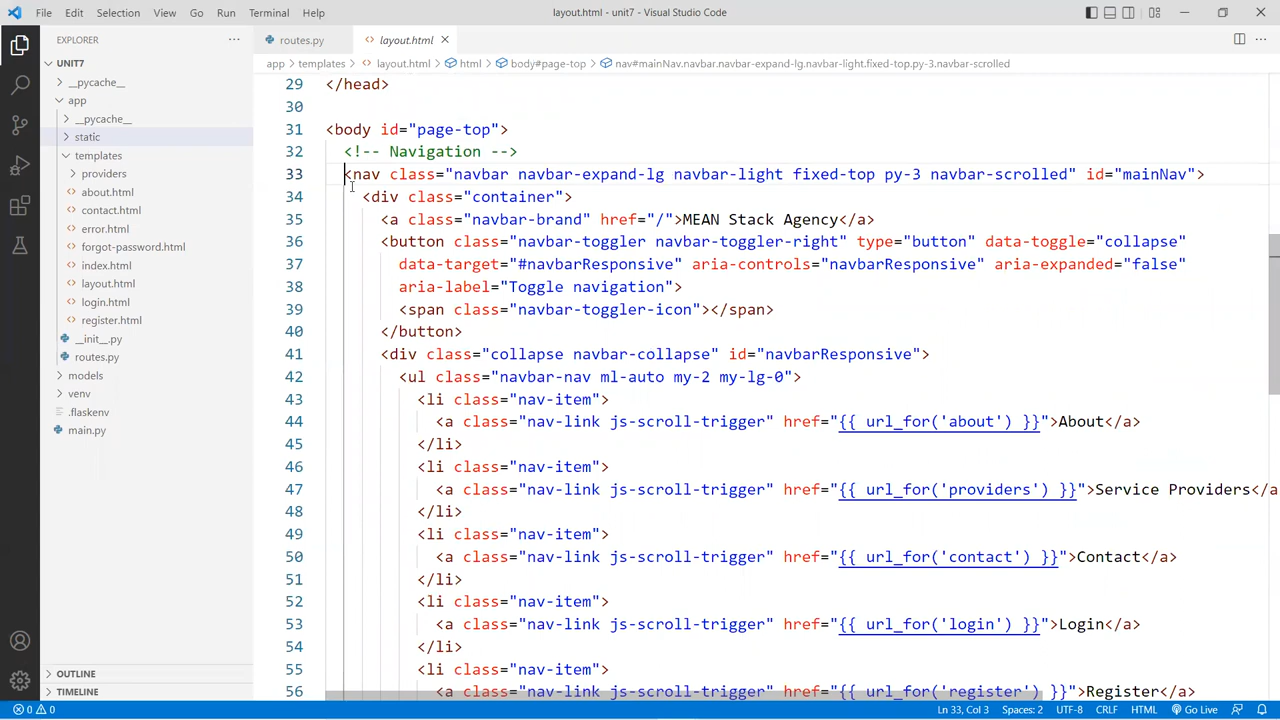 File Edit Selection View Go Run Terminal Help layout.html - unit7 - Visual Studio Code
EXPLORER ...
UNIT7
__pycache__
app
__pycache__
static
templates
providers
about.html
contact.html
error.html
forgot-password.html
index.html
layout.html
login.html
register.html
__init__.py
routes.py
models
venv
.flaskenv
main.py
OUTLINE
TIMELINE
routes.py layout.html
app > templates > layout.html > html > body#page-top > nav#mainNav.navbar.navbar-expand-lg.navbar-light.fixed-top.py-3.navbar-scrolled
29 </head>
30
31 <body id="page-top">
32 <!-- Navigation -->
33 <nav class="navbar navbar-expand-lg navbar-light fixed-top py-3 navbar-scrolled" id="mainNav">
34 <div class="container">
35 <a class="navbar-brand" href="/">MEAN Stack Agency</a>
36 <button class="navbar-toggler navbar-toggler-right" type="button" data-toggle="collapse"
37 data-target="#navbarResponsive" aria-controls="navbarResponsive" aria-expanded="false"
38 aria-label="Toggle navigation">
39 <span class="navbar-toggler-icon"></span>
40 </button>
41 <div class="collapse navbar-collapse" id="navbarResponsive">
42 <ul class="navbar-nav ml-auto my-2 my-lg-0">
43 <li class="nav-item">
44 <a class="nav-link js-scroll-trigger" href="{{ url_for('about') }}">About</a>
45 </li>
46 <li class="nav-item">
47 <a class="nav-link js-scroll-trigger" href="{{ url_for('providers') }}">Service Providers</a
48 </li>
49 <li class="nav-item">
50 <a class="nav-link js-scroll-trigger" href="{{ url_for('contact') }}">Contact</a>
51 </li>
52 <li class="nav-item">
53 <a class="nav-link js-scroll-trigger" href="{{ url_for('login') }}">Login</a>
54 </li>
55 <li class="nav-item">
56 <a class="nav-link js-scroll-trigger" href="{{ url_for('register') }}">Register</a>
0 0 Ln 33, Col 3 Spaces: 2 UTF-8 CRLF HTML Go Live